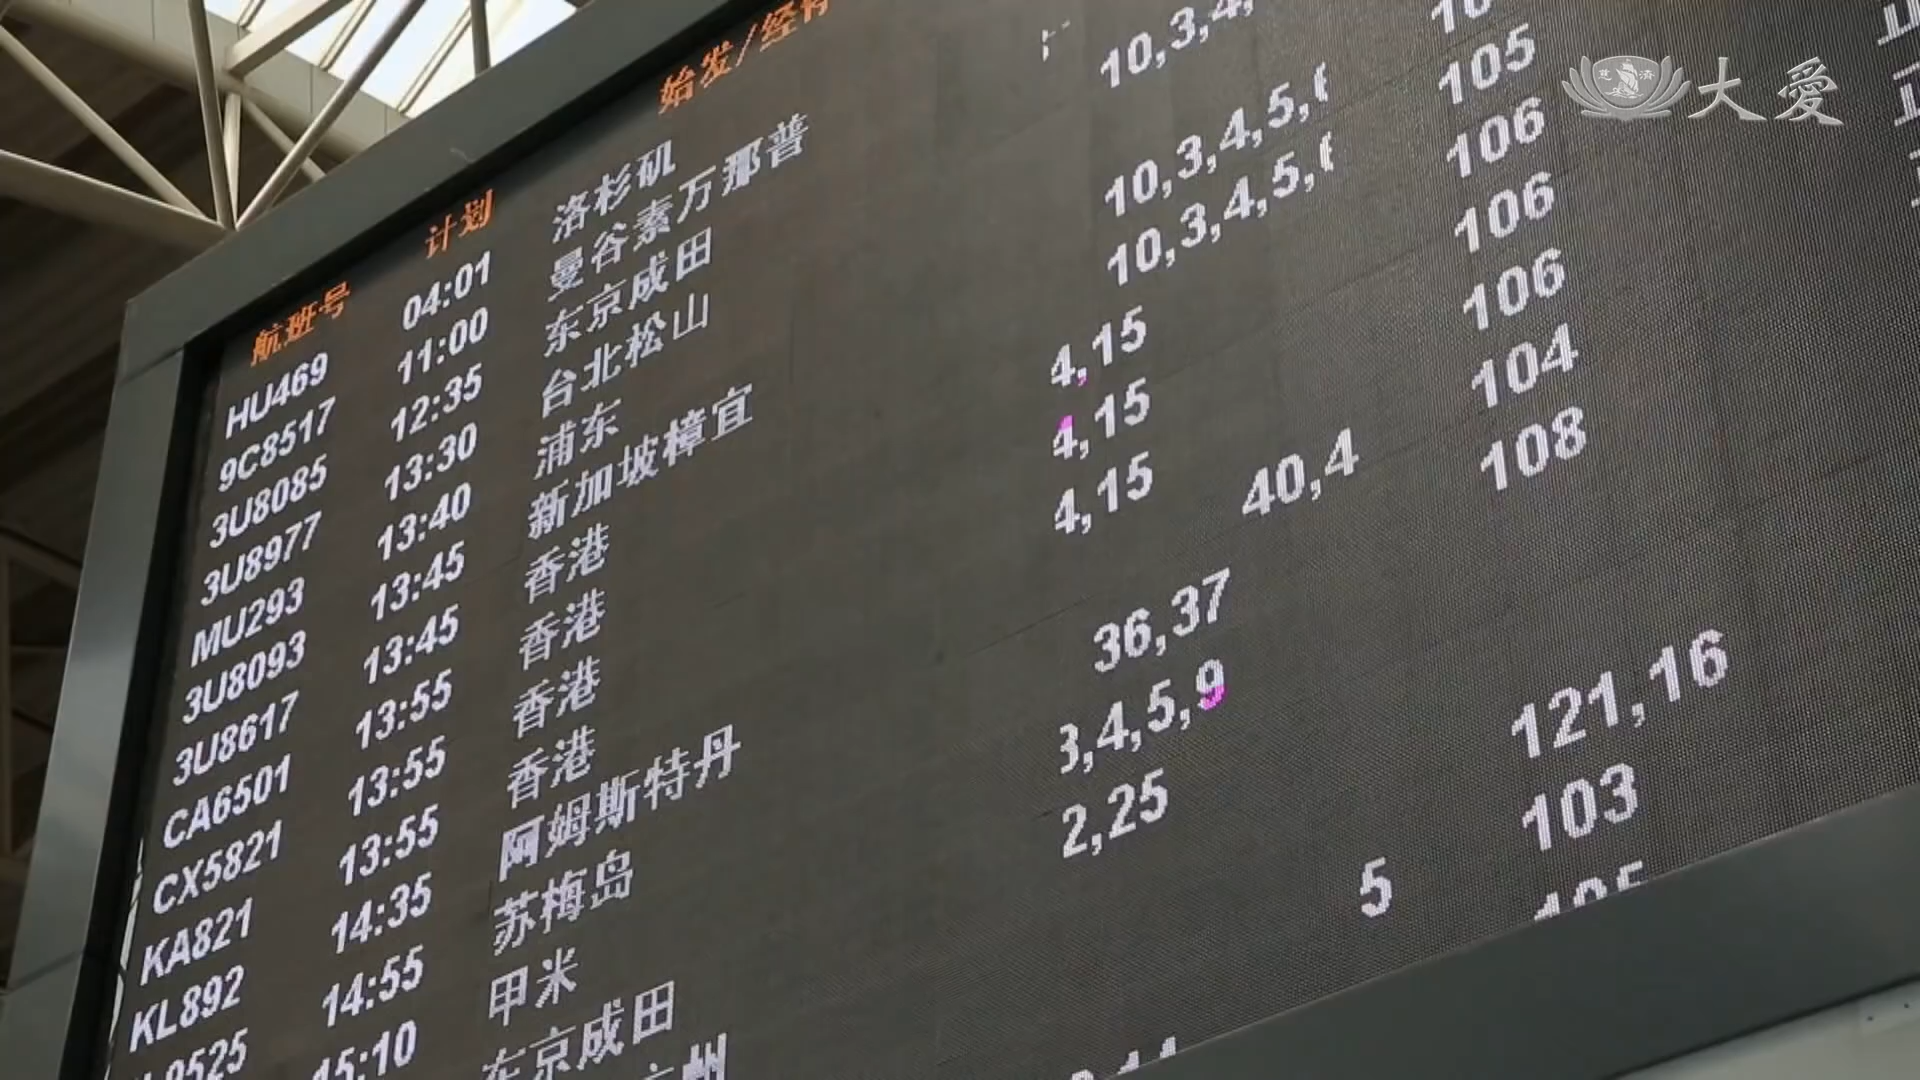 航班号 计划 始发/经
HU469 04:01 洛杉矶
9C8517 11:00 曼谷素万那普
3U8085 12:35 东京成田
3U8977 13:30 台北松山
MU293 13:40 浦东
3U8093 13:45 新加坡樟宜
3U8617 13:45 香港
CA6501 13:55 香港
CX5821 13:55 香港
KA821 13:55 香港
KL892 14:35 阿姆斯特丹
9525 14:55 苏梅岛
15:10 甲米
东京成田
州
10,3,4,
10,3,4,5,
10,3,4,5,
4,15
4,15
4,15
40,4
36,37
3,4,5,9
2,25
5
105
106
106
106
104
108
121,16
103
105
慈濟
大愛